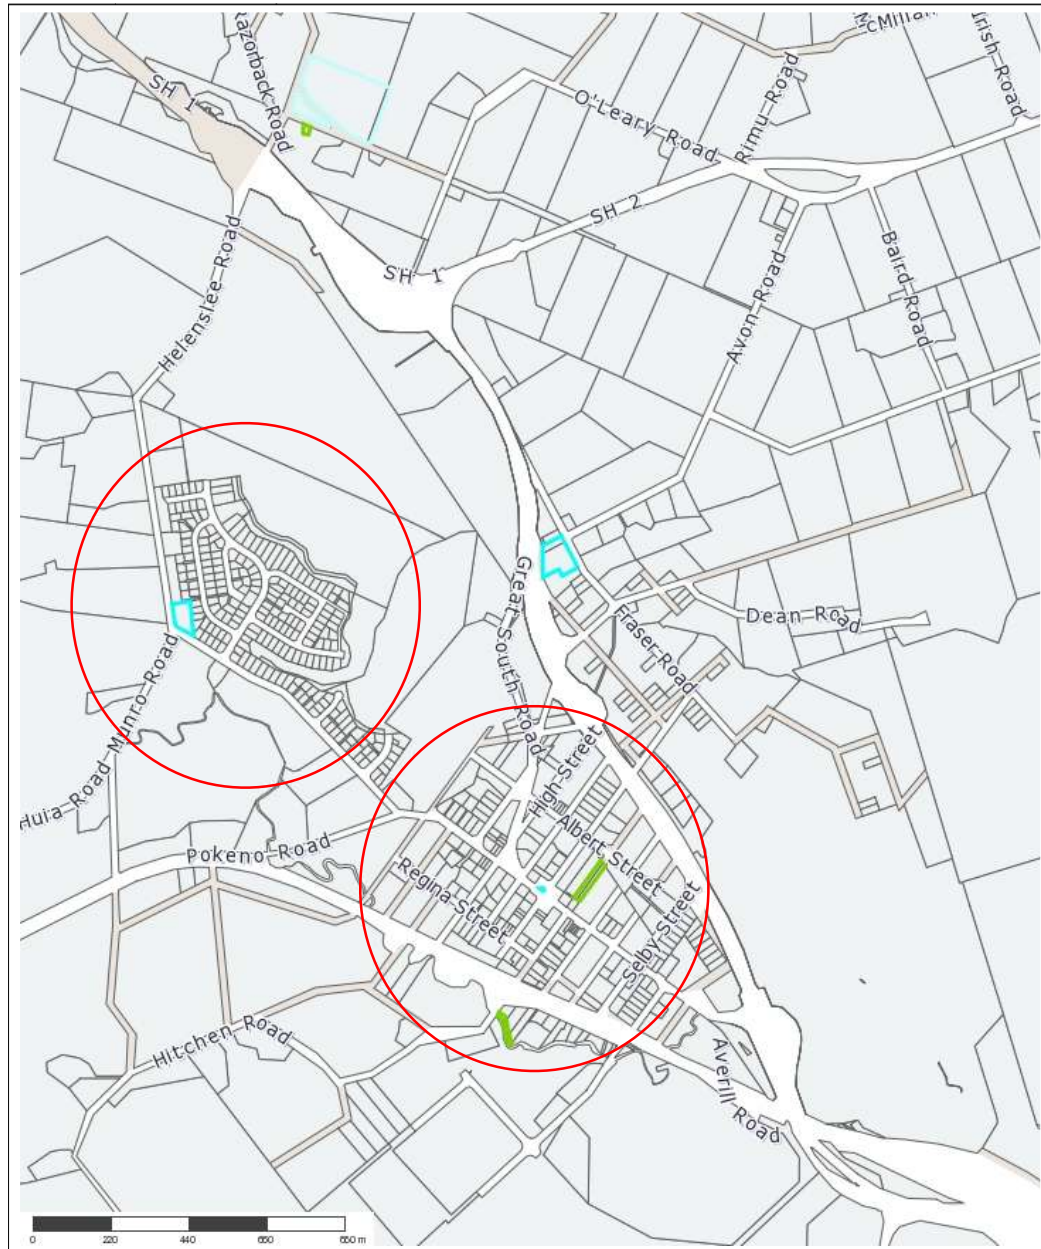 Razorback Road
cMillan
Irish Road
SH 1
O'Leary Road
Rimu Road
SH 2
SH 1
Baird Road
Avon Road
Helenslee Road
Great South Road
Fraser Road
Dean Road
Munro Road
Huia Road
High Street
Albert Street
Pokeno Road
Regina Street
Selby Street
Hitchen Road
Averill Road
0 220 440 660 880 m